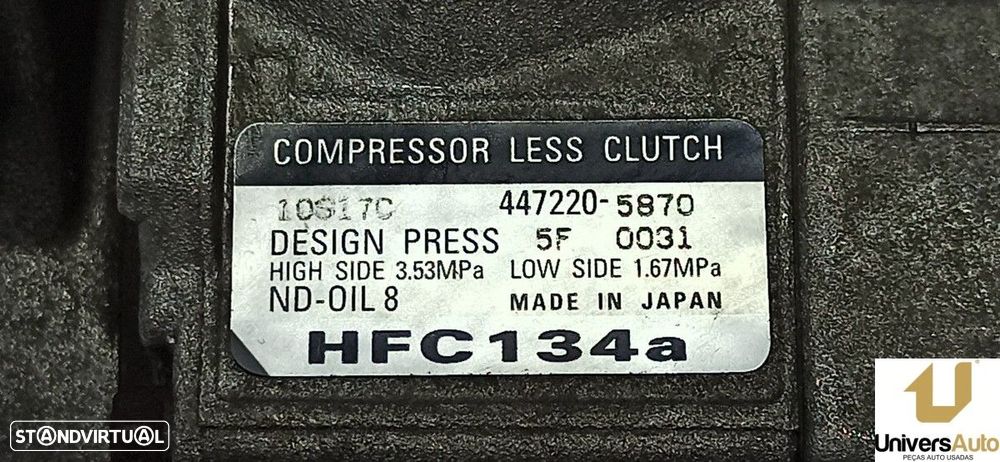 COMPRESSOR LESS CLUTCH
10S17C 447220-5870
DESIGN PRESS 5F 0031
HIGH SIDE 3.53MPa LOW SIDE 1.67MPa
ND-OIL 8 MADE IN JAPAN
HFC134a
STANDVIRTUAL
UniversAuto
PEÇAS AUTO USADAS